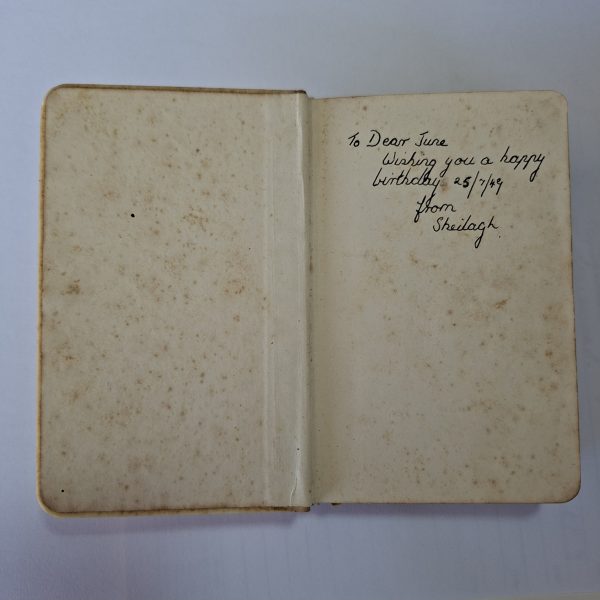 To Dear June
Wishing you a happy
birthday 25/7/49
from
Sheilagh.